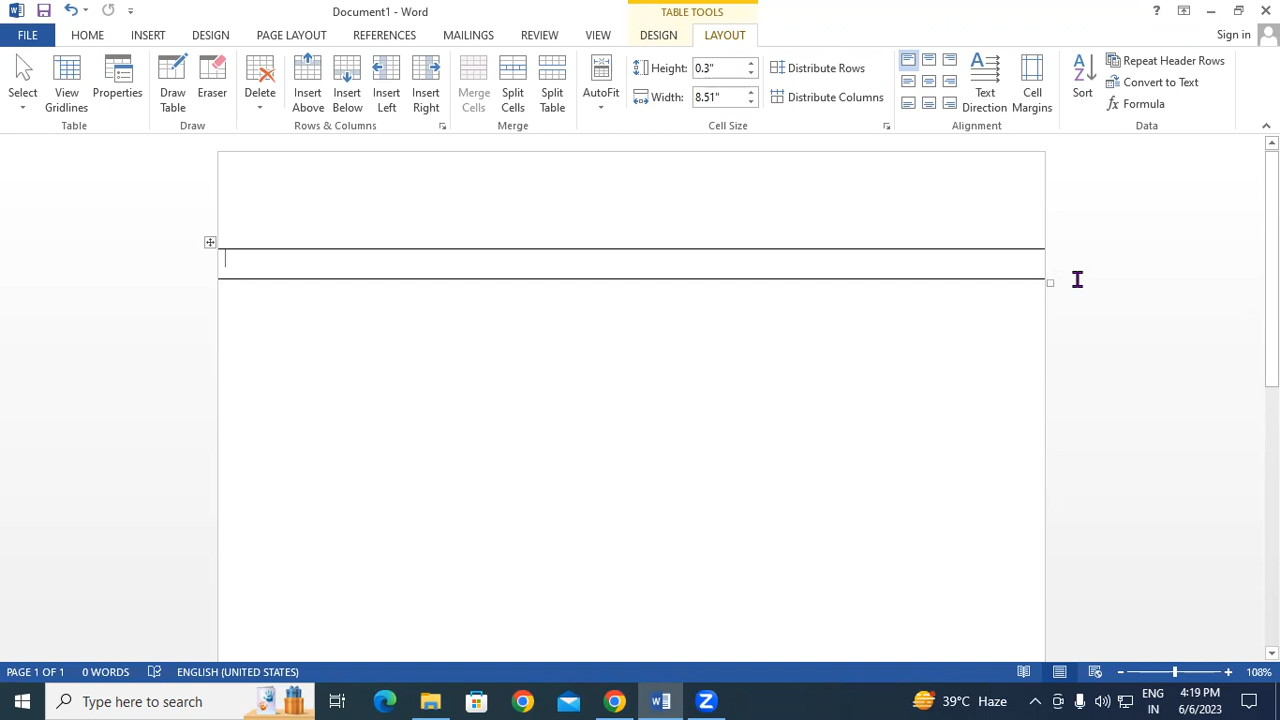 Document1 - Word
TABLE TOOLS
?
FILE
HOME
INSERT
DESIGN
PAGE LAYOUT
REFERENCES
MAILINGS
REVIEW
VIEW
DESIGN
LAYOUT
Sign in
Select
View Gridlines
Properties
Table
Draw Table
Eraser
Draw
Delete
Insert Above
Insert Below
Insert Left
Insert Right
Rows & Columns
Merge Cells
Split Cells
Split Table
Merge
AutoFit
Height: 0.3"
Width: 8.51"
Distribute Rows
Distribute Columns
Cell Size
Text Direction
Cell Margins
Alignment
A Z
Sort
Repeat Header Rows
Convert to Text
Formula
Data
PAGE 1 OF 1
0 WORDS
ENGLISH (UNITED STATES)
108%
Type here to search
39°C Haze
ENG
IN
4:19 PM
6/6/2023